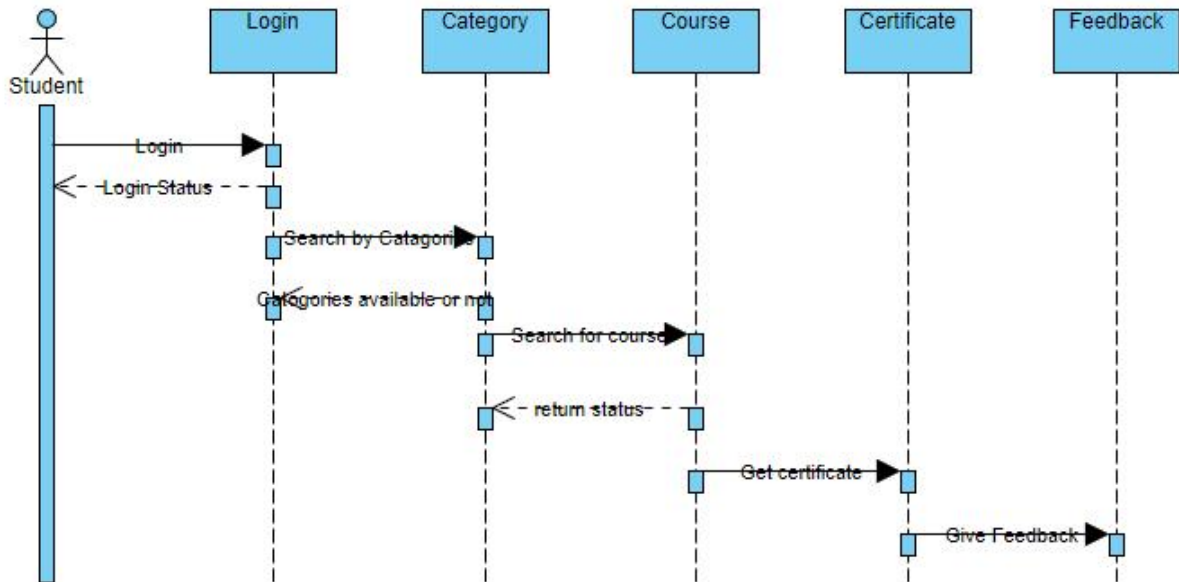 Login
Category
Course
Certificate
Feedback
Student
Login
Login Status
Search by Catagories
Catogories available or not
Search for course
return status
Get certificate
Give Feedback